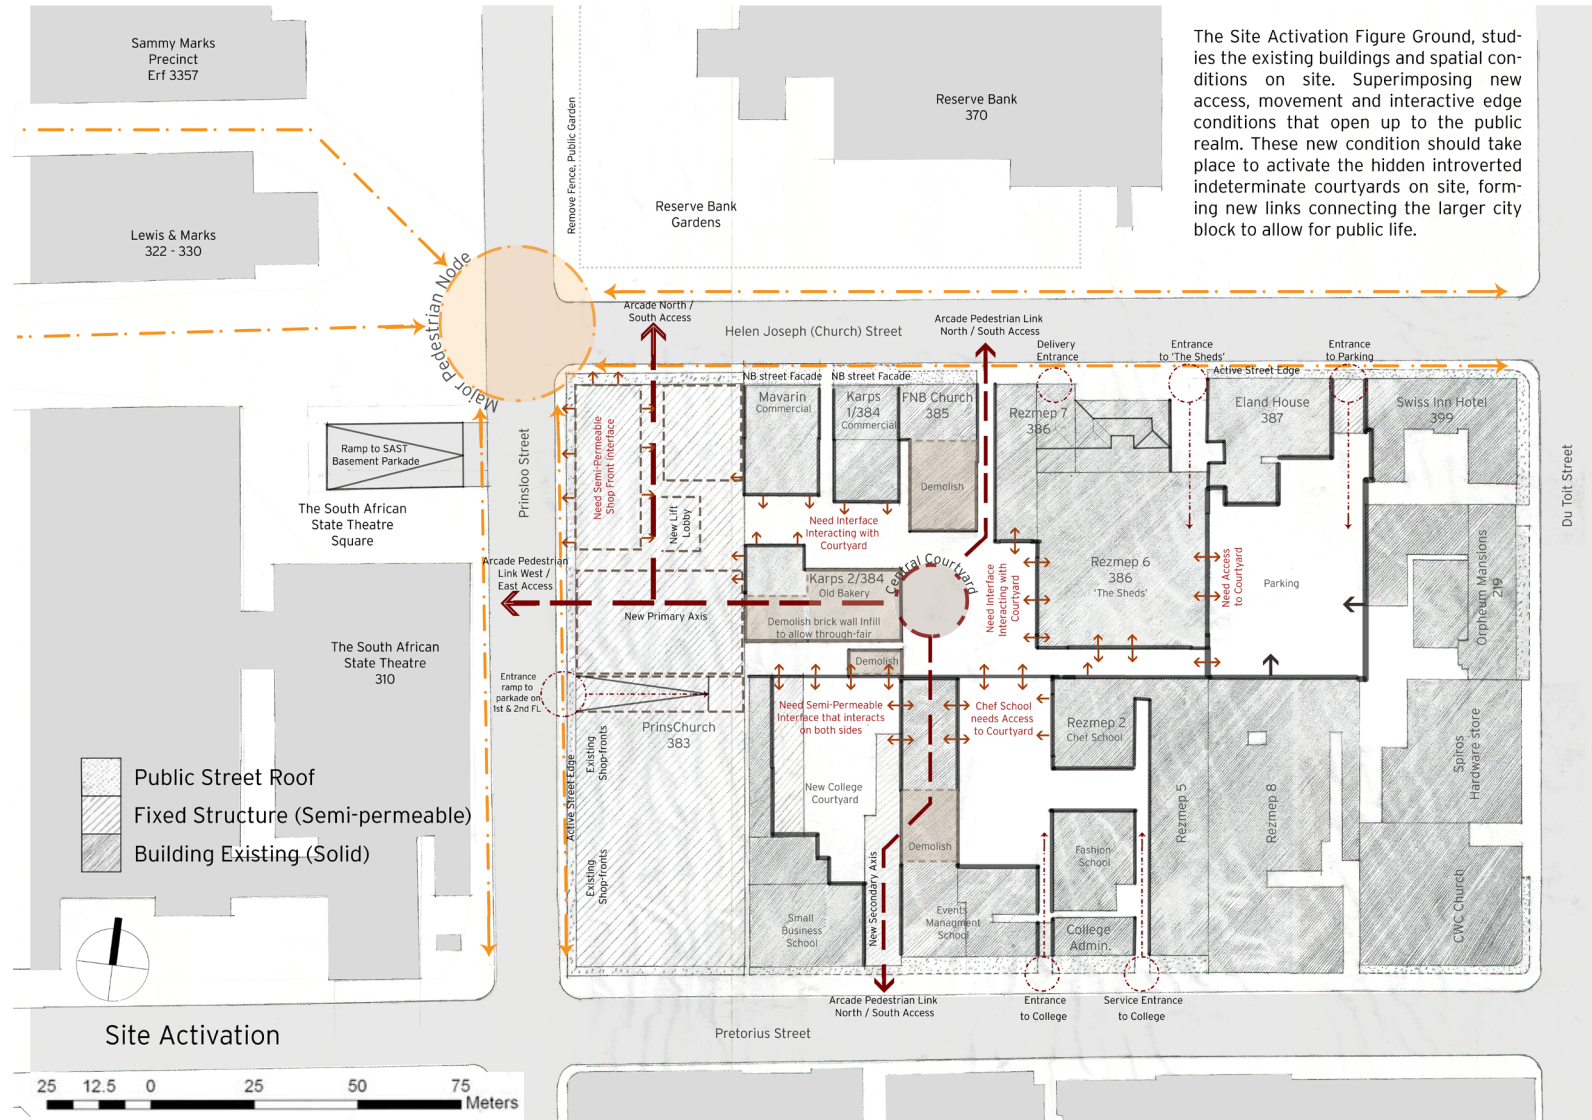 Sammy Marks
Precinct
Erf 3357
Lewis & Marks
322 - 330
Major Pedestrian Node
Remove Fence, Public Garden
Reserve Bank
370
Reserve Bank
Gardens
The Site Activation Figure Ground, stud-
ies the existing buildings and spatial con-
ditions on site. Superimposing new
access, movement and interactive edge
conditions that open up to the public
realm. These new condition should take
place to activate the hidden introverted
indeterminate courtyards on site, form-
ing new links connecting the larger city
block to allow for public life.
Arcade North /
South Access
Helen Joseph (Church) Street
Arcade Pedestrian Link
North / South Access
Delivery
Entrance
Entrance
to 'The Sheds'
Entrance
to Parking
Active Street Edge
NB street Facade
NB street Facade
Mavarin
Commercial
Karps
1/384
Commercial
FNB Church
385
Rezmep 7
386
Eland House
387
Swiss Inn Hotel
399
Du Toit Street
Ramp to SAST
Basement Parkade
The South African
State Theatre
Square
Prinsloo Street
Need Semi-Permeable
Shop Front interface
New Lift
Lobby
Demolish
Need Interface
Interacting with
Courtyard
Arcade Pedestrian
Link West /
East Access
Central Courtyard
Karps 2/384
Old Bakery
Demolish brick wall Infill
to allow through-fair
New Primary Axis
Need Interface
Interacting with
Courtyard
Rezmep 6
386
'The Sheds'
Need Access
to Courtyard
Parking
Orpheum Mansions
219
The South African
State Theatre
310
Demolish
Entrance
ramp to
parkade on
1st & 2nd FL
PrinsChurch
383
Need Semi-Permeable
Interface that interacts
on both sides
Chef School
needs Access
to Courtyard
Rezmep 2
Chef School
Existing
Shop-fronts
Active Street Edge
Existing
Shop-fronts
New College
Courtyard
Demolish
New Secondary Axis
Fashion
School
Rezmep 5
Rezmep 8
Spiros
Hardware store
CWC Church
Small
Business
School
Events
Managment
School
College
Admin.
Public Street Roof
Fixed Structure (Semi-permeable)
Building Existing (Solid)
Arcade Pedestrian Link
North / South Access
Entrance
to College
Service Entrance
to College
Pretorius Street
Site Activation
25 12.5 0 25 50 75
Meters